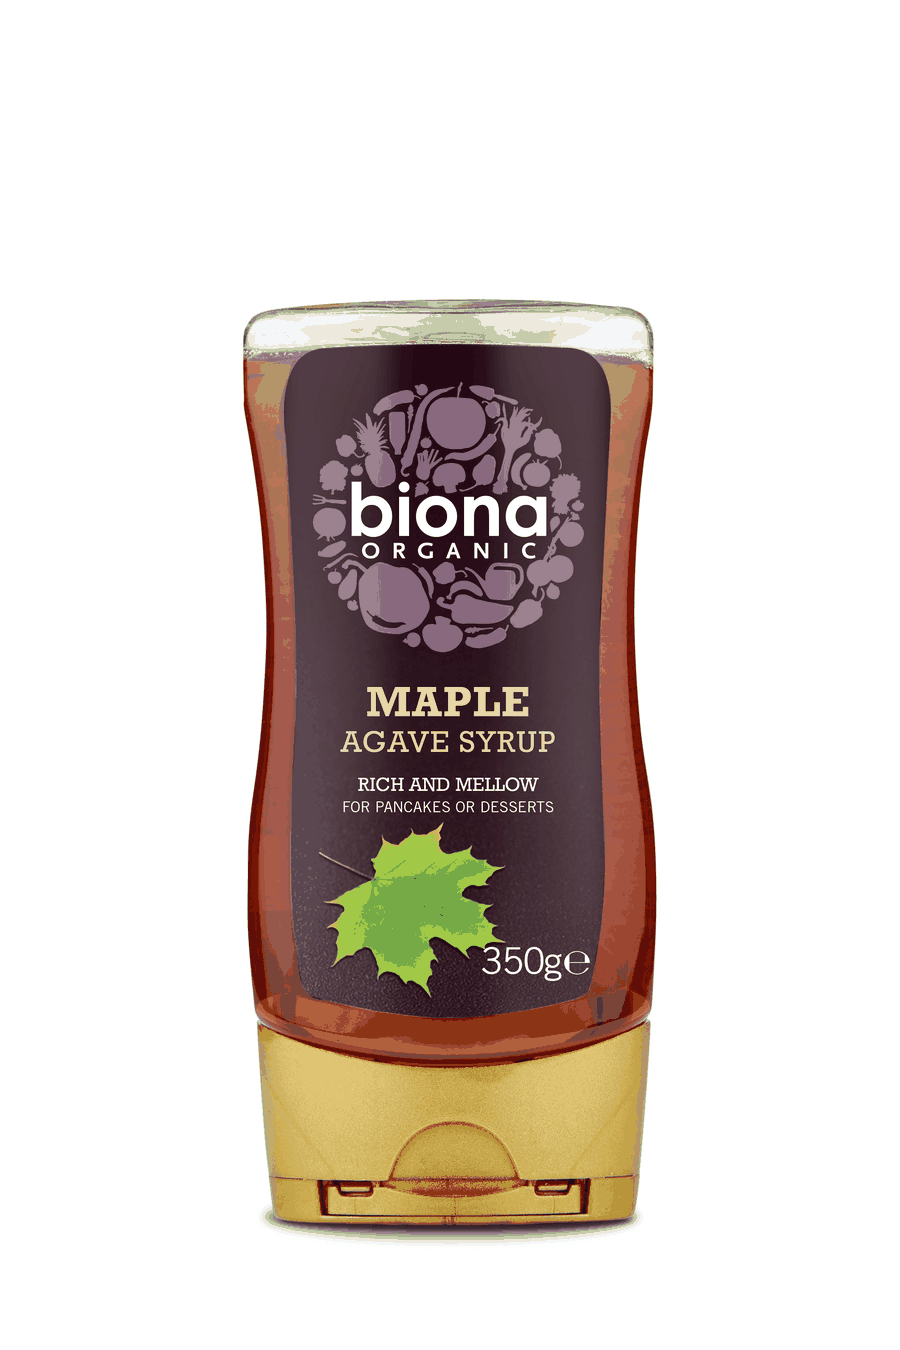 biona
ORGANIC
MAPLE
AGAVE SYRUP
RICH AND MELLOW
FOR PANCAKES OR DESSERTS
350g℮